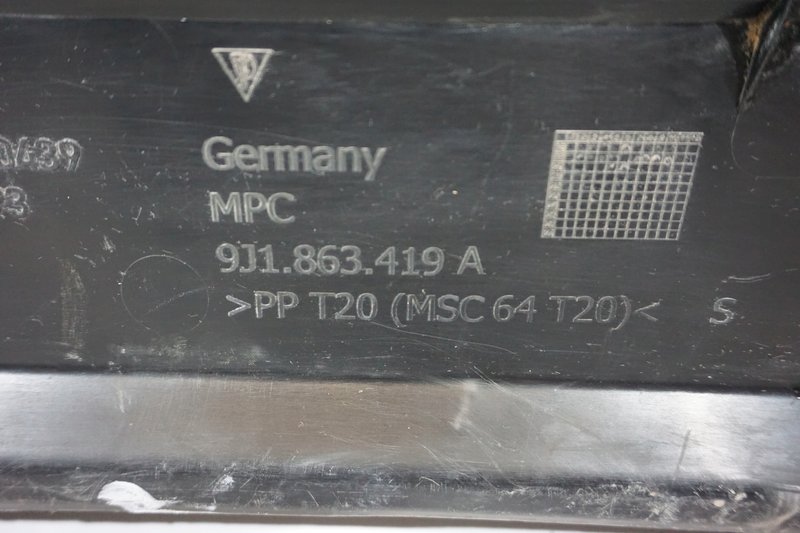 Germany
MPC
9J1.863.419 A
>PP T20 (MSC 64 T20)< S